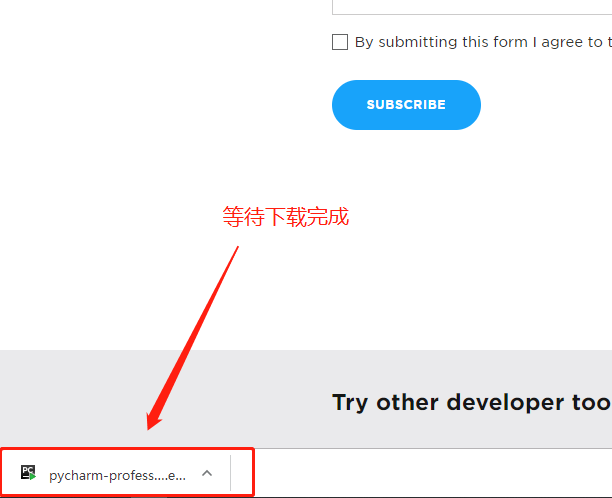 By submitting this form I agree to t
SUBSCRIBE
等待下载完成
Try other developer too
PC
pycharm-profess....e...